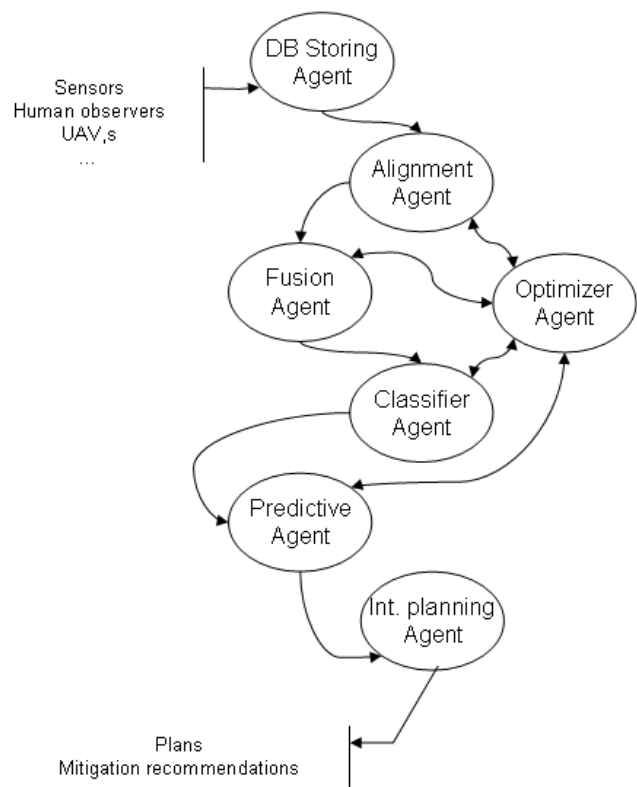 DB Storing
Agent
Sensors
Human observers
UAV,s
...
Alignment
Agent
Fusion
Agent
Optimizer
Agent
Classifier
Agent
Predictive
Agent
Int. planning
Agent
Plans
Mitigation recommendations